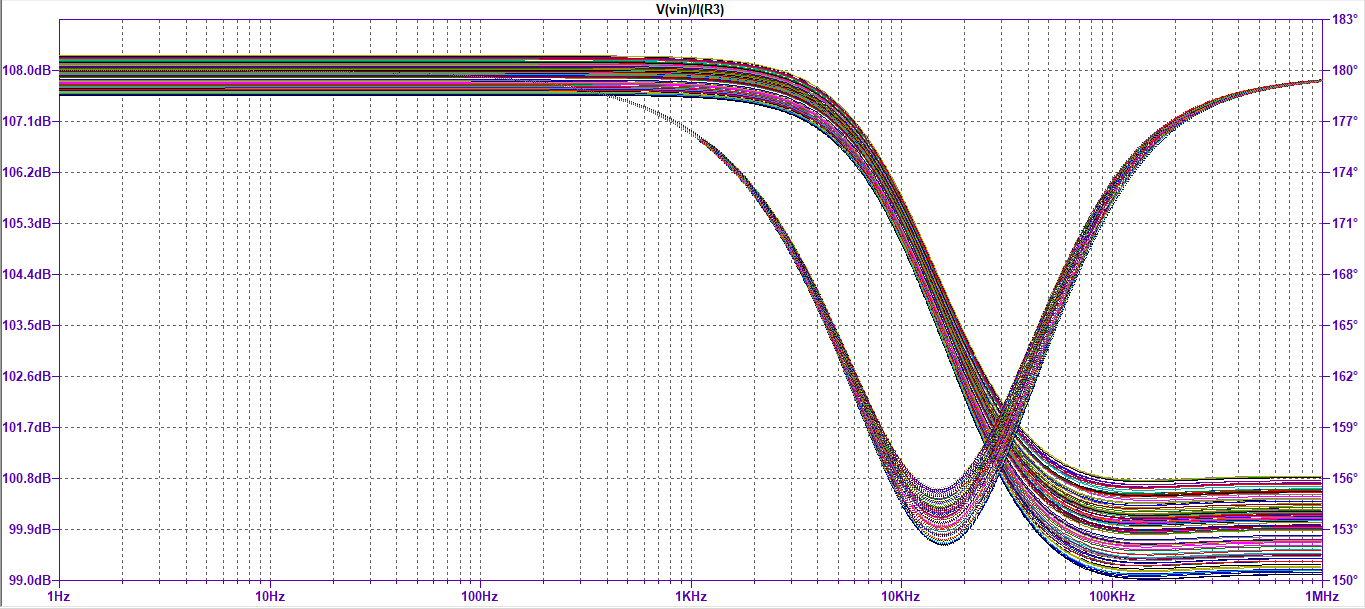 V(vin)/I(R3)
108.0dB 180°
183°
107.1dB 177°
106.2dB 174°
105.3dB 171°
104.4dB 168°
103.5dB 165°
102.6dB 162°
101.7dB 159°
100.8dB 156°
99.9dB 153°
99.0dB 150°
1Hz 10Hz 100Hz 1KHz 10KHz 100KHz 1MHz